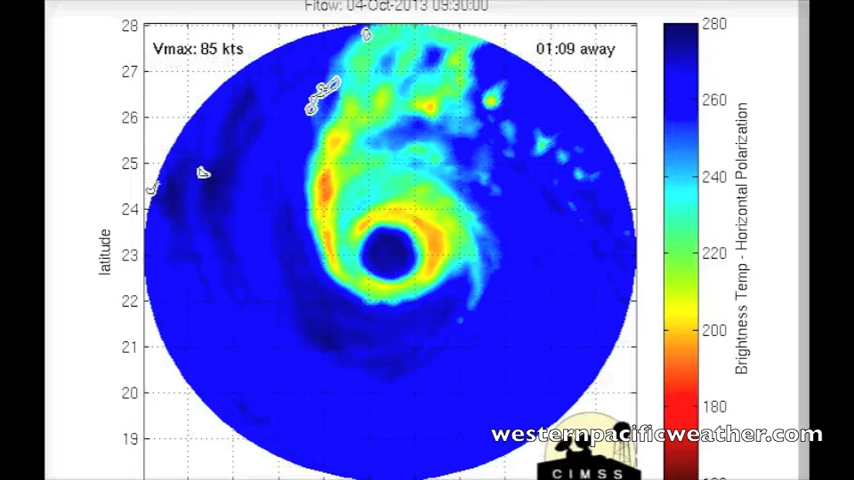 Fitow: 04-Oct-2013 09:30:00
Vmax: 85 kts
01:09 away
28
27
26
25
24
23
22
21
20
19
latitude
280
260
240
220
200
180
Brightness Temp - Horizontal Polarization
westernpacificweather.com
CIMSS